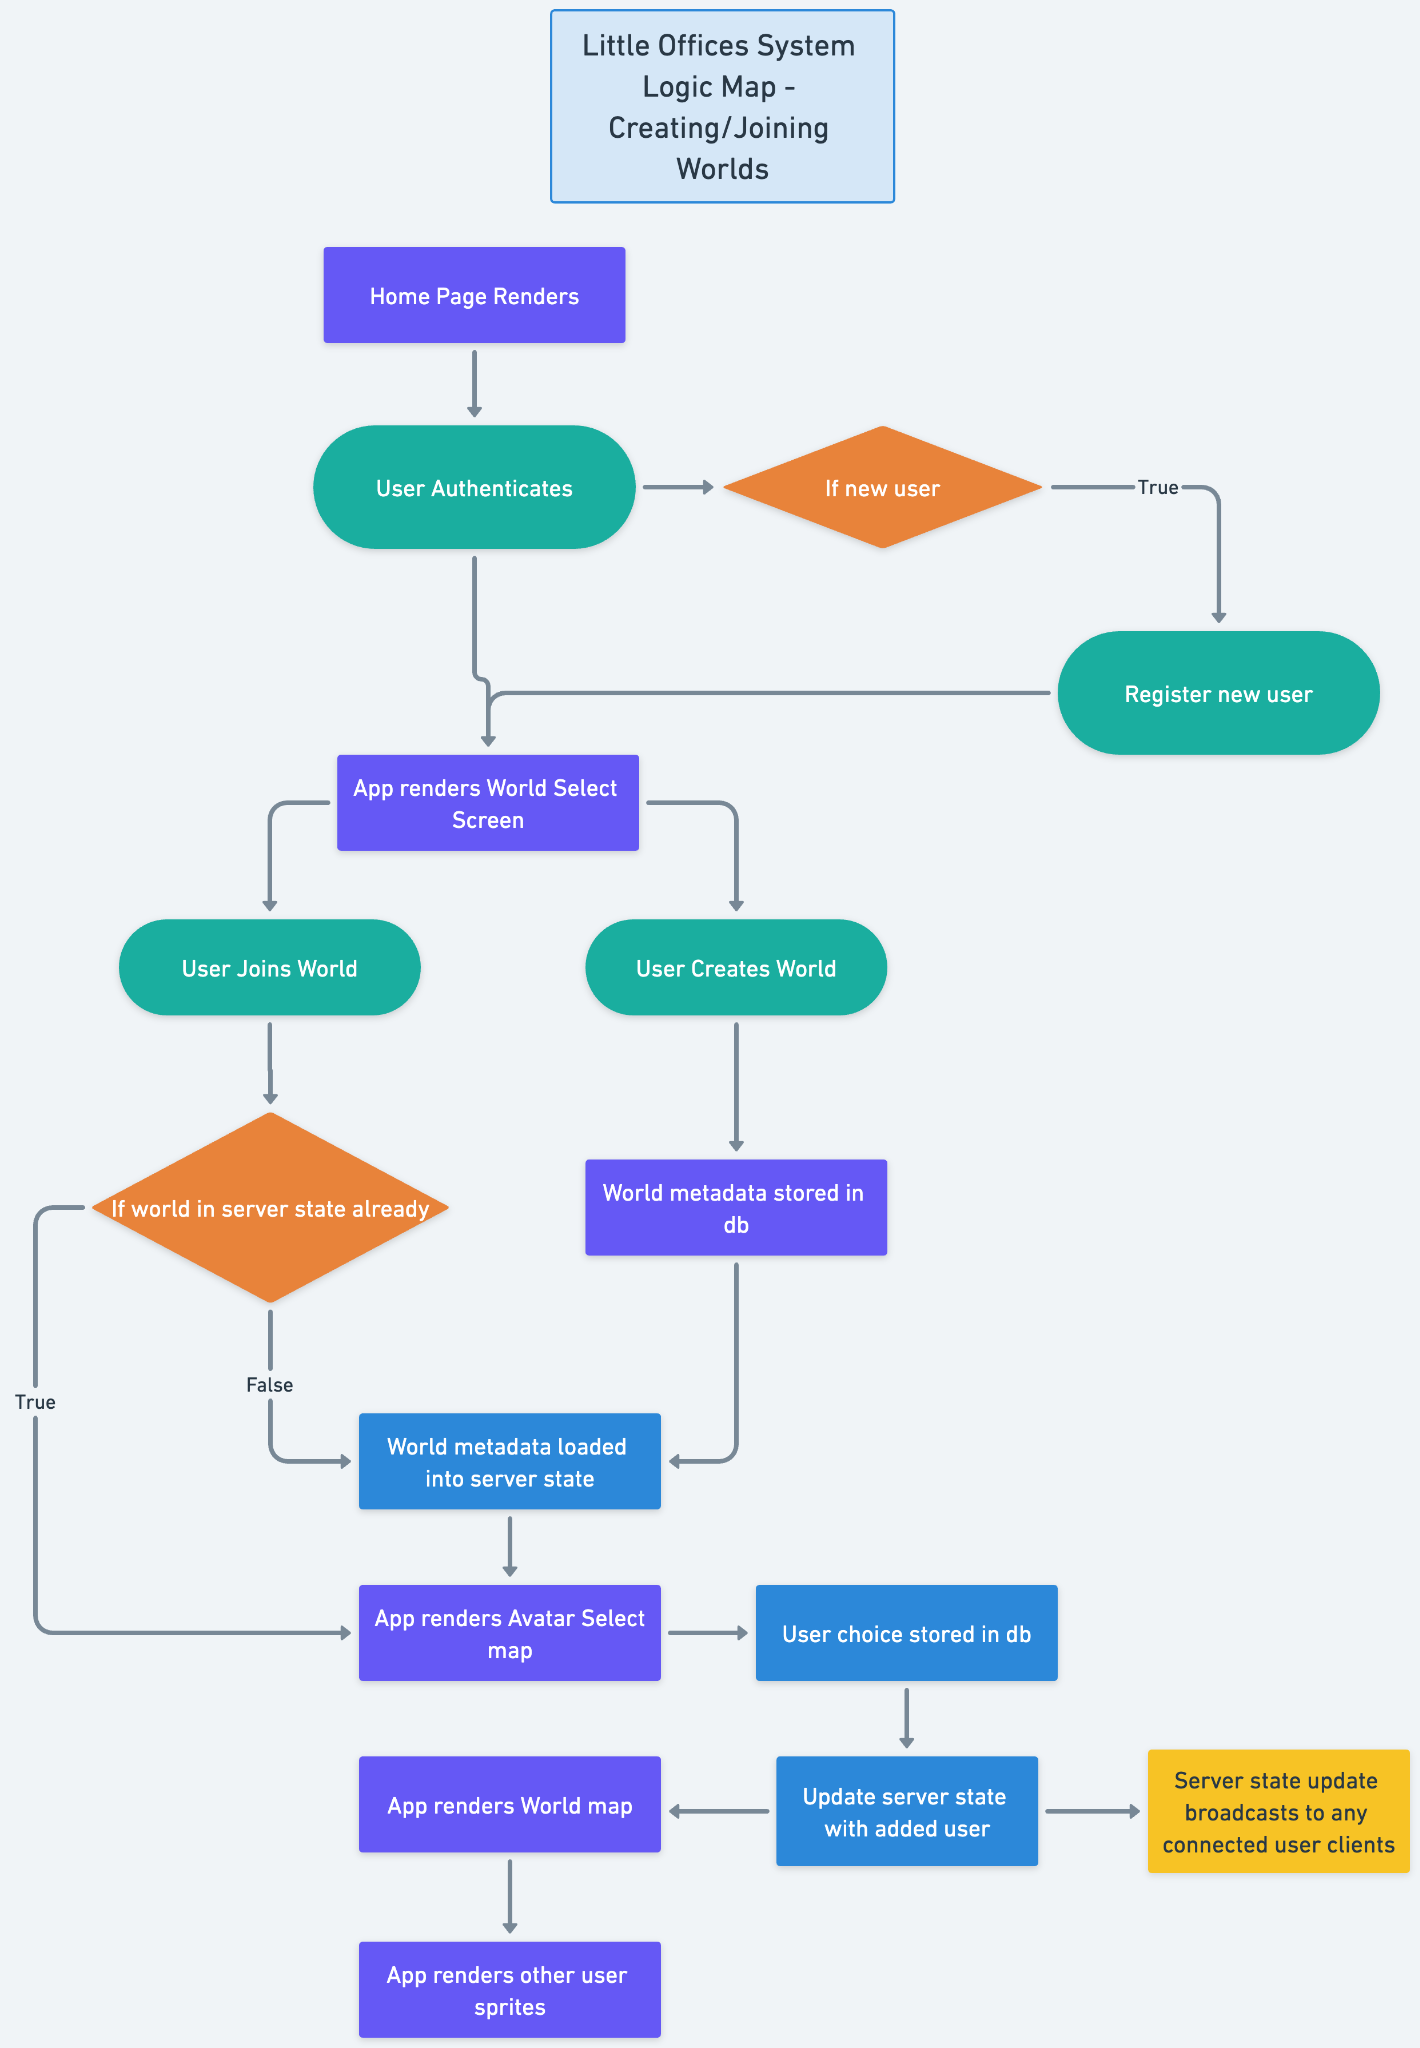 Little Offices System
Logic Map -
Creating/Joining
Worlds
Home Page Renders
User Authenticates
If new user
True
Register new user
App renders World Select
Screen
User Joins World
User Creates World
If world in server state already
World metadata stored in
db
True
False
World metadata loaded
into server state
App renders Avatar Select
map
User choice stored in db
App renders World map
Update server state
with added user
Server state update
broadcasts to any
connected user clients
App renders other user
sprites